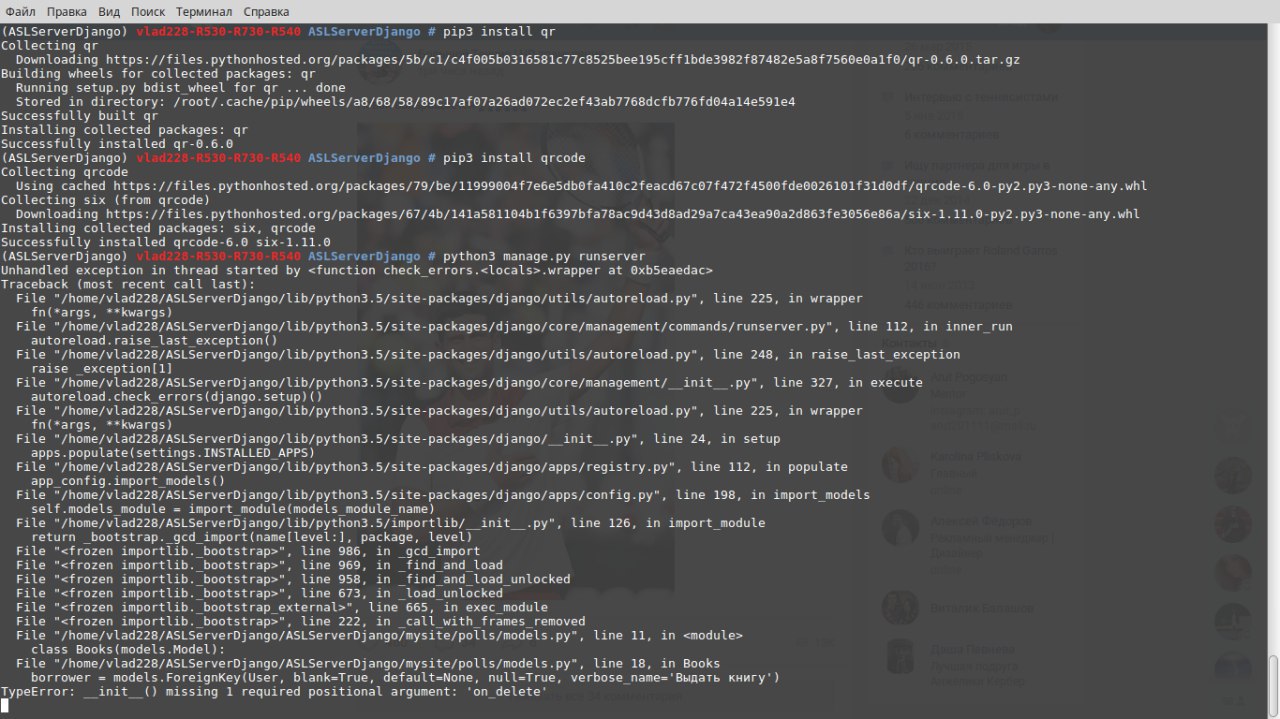 Файл Правка Вид Поиск Терминал Справка
(ASLServerDjango) vlad228-R530-R730-R540 ASLServerDjango # pip3 install qr
Collecting qr
  Downloading https://files.pythonhosted.org/packages/5b/c1/c4f005b0316581c77c8525bee195cff1bde3982f87482e5a8f7560e0a1f0/qr-0.6.0.tar.gz
Building wheels for collected packages: qr
  Running setup.py bdist_wheel for qr ... done
  Stored in directory: /root/.cache/pip/wheels/a8/68/58/89c17af07a26ad072ec2ef43ab7768dcfb776fd04a14e591e4
Successfully built qr
Installing collected packages: qr
Successfully installed qr-0.6.0
(ASLServerDjango) vlad228-R530-R730-R540 ASLServerDjango # pip3 install qrcode
Collecting qrcode
  Using cached https://files.pythonhosted.org/packages/79/be/11999004f7e6e5db0fa410c2feacd67c07f472f4500fde0026101f31d0df/qrcode-6.0-py2.py3-none-any.whl
Collecting six (from qrcode)
  Downloading https://files.pythonhosted.org/packages/67/4b/141a581104b1f6397bfa78ac9d43d8ad29a7ca43ea90a2d863fe3056e86a/six-1.11.0-py2.py3-none-any.whl
Installing collected packages: six, qrcode
Successfully installed qrcode-6.0 six-1.11.0
(ASLServerDjango) vlad228-R530-R730-R540 ASLServerDjango # python3 manage.py runserver
Unhandled exception in thread started by <function check_errors.<locals>.wrapper at 0xb5eaedac>
Traceback (most recent call last):
  File "/home/vlad228/ASLServerDjango/lib/python3.5/site-packages/django/utils/autoreload.py", line 225, in wrapper
    fn(*args, **kwargs)
  File "/home/vlad228/ASLServerDjango/lib/python3.5/site-packages/django/core/management/commands/runserver.py", line 112, in inner_run
    autoreload.raise_last_exception()
  File "/home/vlad228/ASLServerDjango/lib/python3.5/site-packages/django/utils/autoreload.py", line 248, in raise_last_exception
    raise _exception[1]
  File "/home/vlad228/ASLServerDjango/lib/python3.5/site-packages/django/core/management/__init__.py", line 327, in execute
    autoreload.check_errors(django.setup)()
  File "/home/vlad228/ASLServerDjango/lib/python3.5/site-packages/django/utils/autoreload.py", line 225, in wrapper
    fn(*args, **kwargs)
  File "/home/vlad228/ASLServerDjango/lib/python3.5/site-packages/django/__init__.py", line 24, in setup
    apps.populate(settings.INSTALLED_APPS)
  File "/home/vlad228/ASLServerDjango/lib/python3.5/site-packages/django/apps/registry.py", line 112, in populate
    app_config.import_models()
  File "/home/vlad228/ASLServerDjango/lib/python3.5/site-packages/django/apps/config.py", line 198, in import_models
    self.models_module = import_module(models_module_name)
  File "/home/vlad228/ASLServerDjango/lib/python3.5/importlib/__init__.py", line 126, in import_module
    return _bootstrap._gcd_import(name[level:], package, level)
  File "<frozen importlib._bootstrap>", line 986, in _gcd_import
  File "<frozen importlib._bootstrap>", line 969, in _find_and_load
  File "<frozen importlib._bootstrap>", line 958, in _find_and_load_unlocked
  File "<frozen importlib._bootstrap>", line 673, in _load_unlocked
  File "<frozen importlib._bootstrap_external>", line 665, in exec_module
  File "<frozen importlib._bootstrap>", line 222, in _call_with_frames_removed
  File "/home/vlad228/ASLServerDjango/ASLServerDjango/mysite/polls/models.py", line 11, in <module>
    class Books(models.Model):
  File "/home/vlad228/ASLServerDjango/ASLServerDjango/mysite/polls/models.py", line 18, in Books
    borrower = models.ForeignKey(User, blank=True, default=None, null=True, verbose_name='Выдать книгу')
TypeError: __init__() missing 1 required positional argument: 'on_delete'